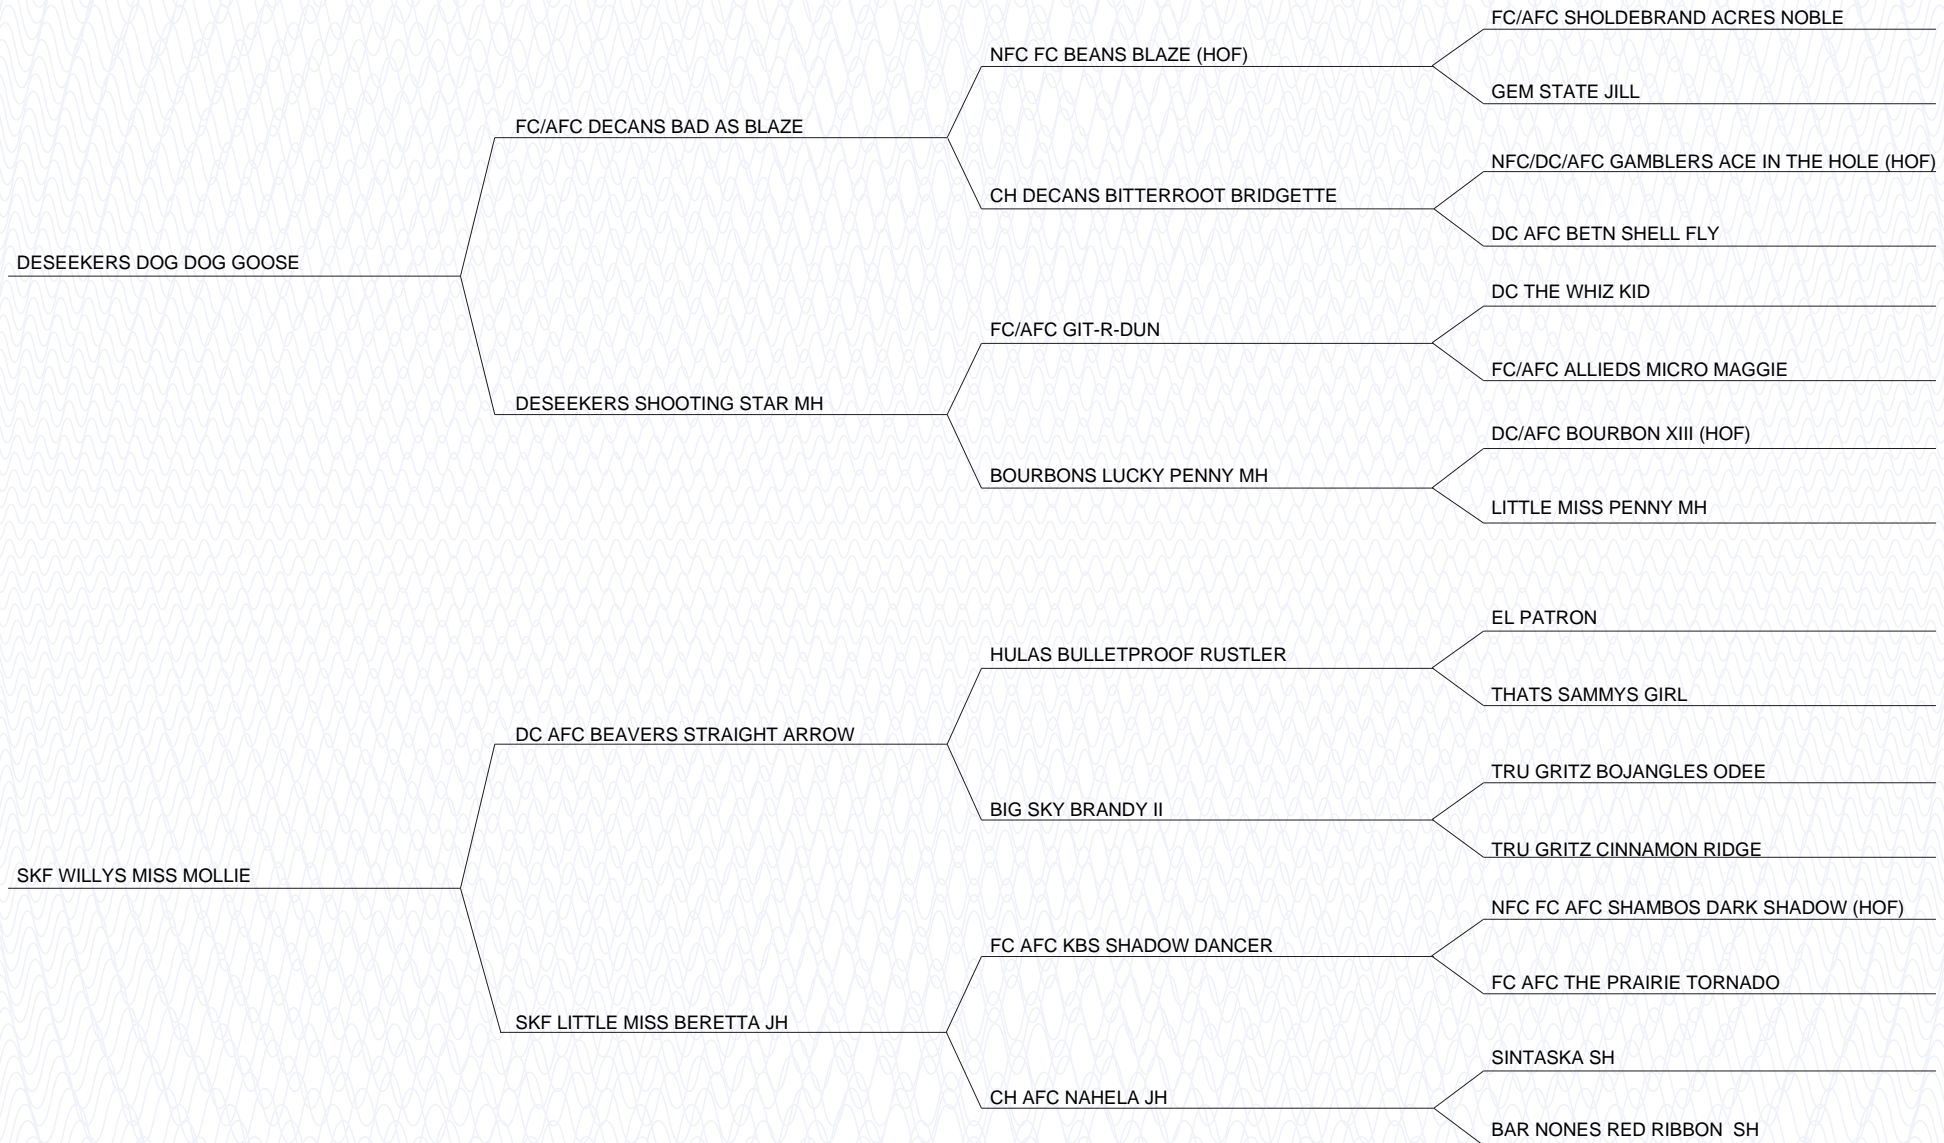 FC/AFC SHOLDEBRAND ACRES NOBLE
NFC FC BEANS BLAZE (HOF)
GEM STATE JILL
FC/AFC DECANS BAD AS BLAZE
NFC/DC/AFC GAMBLERS ACE IN THE HOLE (HOF)
CH DECANS BITTERROOT BRIDGETTE
DC AFC BETN SHELL FLY
DESEEKERS DOG DOG GOOSE
DC THE WHIZ KID
FC/AFC GIT-R-DUN
FC/AFC ALLIEDS MICRO MAGGIE
DESEEKERS SHOOTING STAR MH
DC/AFC BOURBON XIII (HOF)
BOURBONS LUCKY PENNY MH
LITTLE MISS PENNY MH
EL PATRON
HULAS BULLETPROOF RUSTLER
THATS SAMMYS GIRL
DC AFC BEAVERS STRAIGHT ARROW
TRU GRITZ BOJANGLES ODEE
BIG SKY BRANDY II
TRU GRITZ CINNAMON RIDGE
SKF WILLYS MISS MOLLIE
NFC FC AFC SHAMBOS DARK SHADOW (HOF)
FC AFC KBS SHADOW DANCER
FC AFC THE PRAIRIE TORNADO
SKF LITTLE MISS BERETTA JH
SINTASKA SH
CH AFC NAHELA JH
BAR NONES RED RIBBON  SH